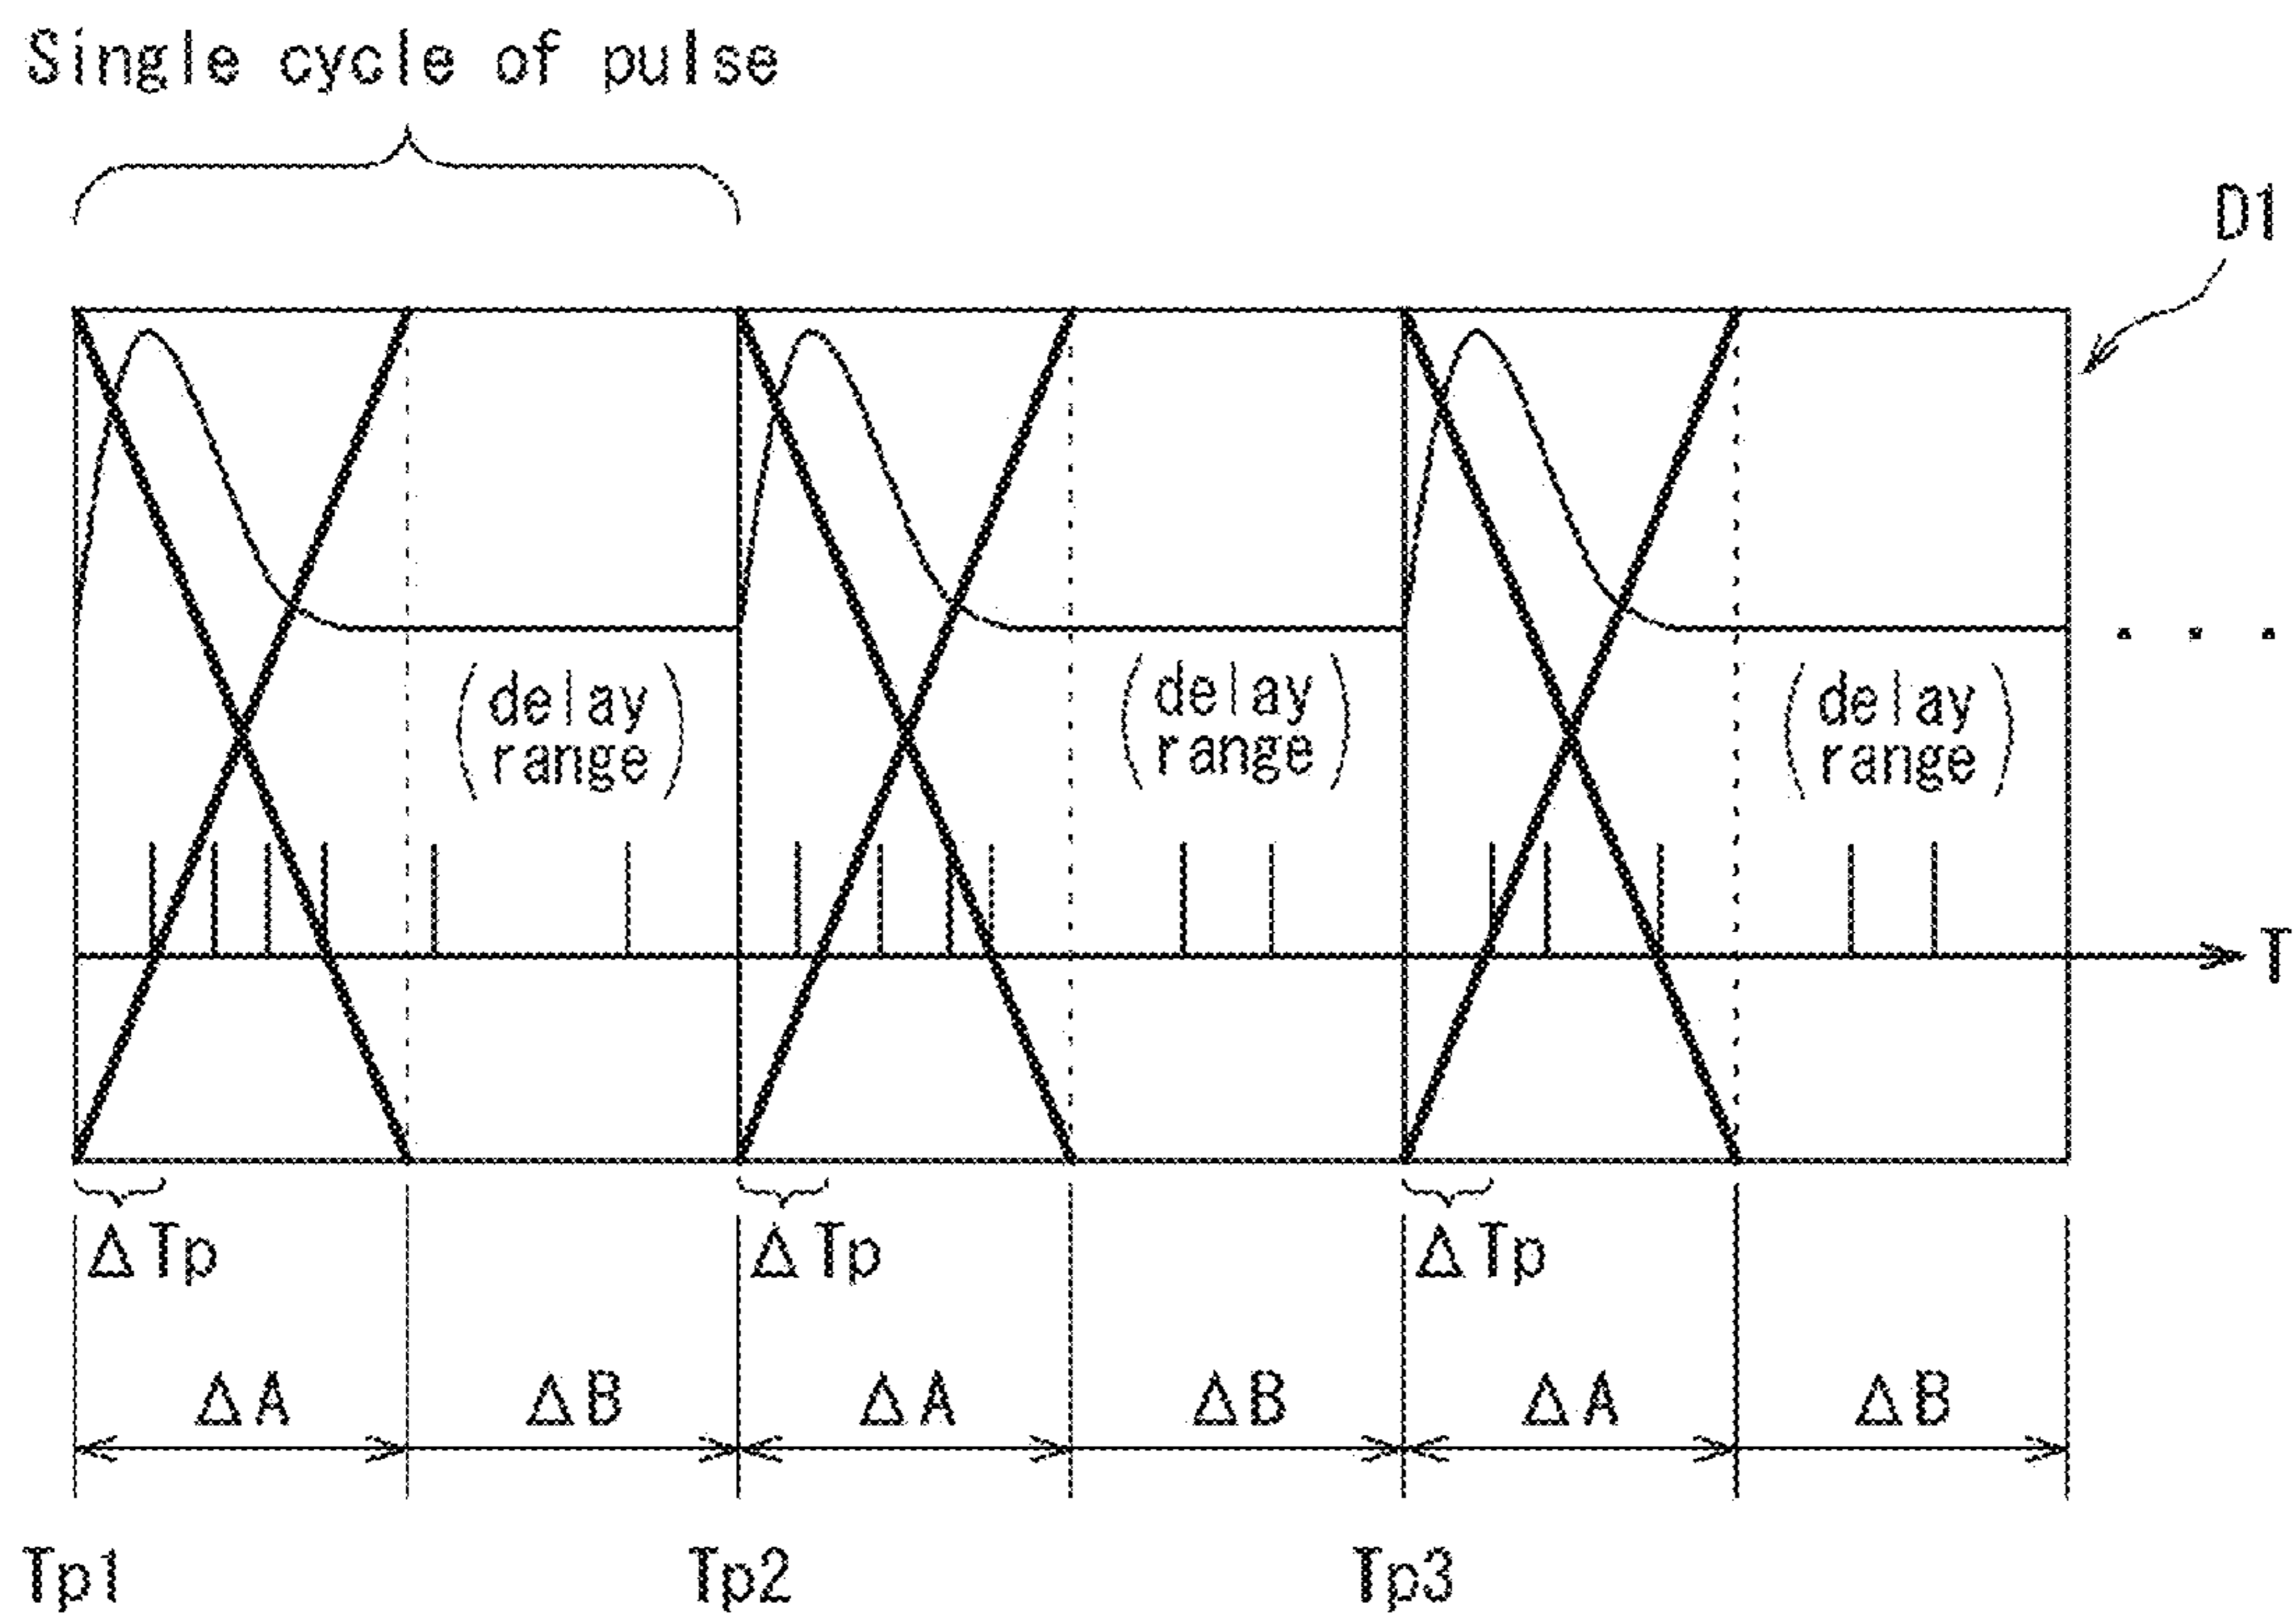 Single cycle of pulse
D1
(delay
range)
(delay
range)
(delay
range)
. . .
T
ΔTp
ΔTp
ΔTp
ΔA
ΔB
ΔA
ΔB
ΔA
ΔB
Tp1
Tp2
Tp3